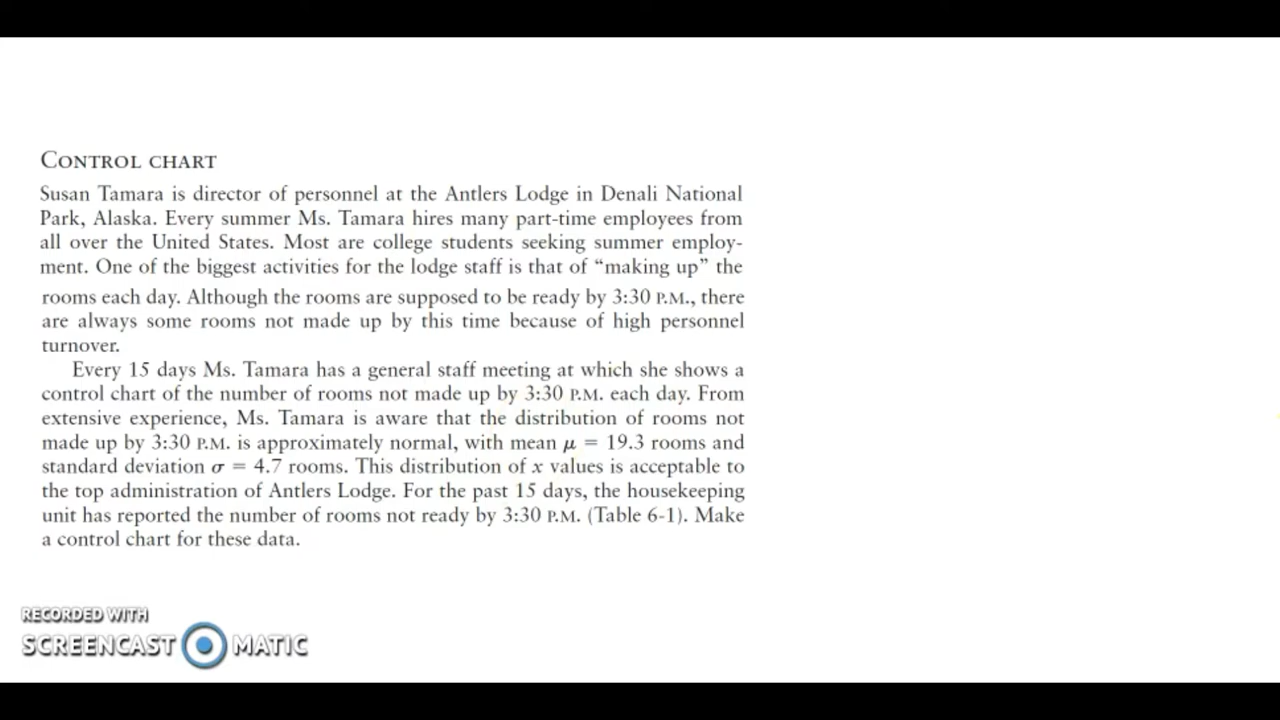 CONTROL CHART
Susan Tamara is director of personnel at the Antlers Lodge in Denali National
Park, Alaska. Every summer Ms. Tamara hires many part-time employees from
all over the United States. Most are college students seeking summer employ-
ment. One of the biggest activities for the lodge staff is that of “making up” the
rooms each day. Although the rooms are supposed to be ready by 3:30 P.M., there
are always some rooms not made up by this time because of high personnel
turnover.
Every 15 days Ms. Tamara has a general staff meeting at which she shows a
control chart of the number of rooms not made up by 3:30 P.M. each day. From
extensive experience, Ms. Tamara is aware that the distribution of rooms not
made up by 3:30 P.M. is approximately normal, with mean μ = 19.3 rooms and
standard deviation σ = 4.7 rooms. This distribution of x values is acceptable to
the top administration of Antlers Lodge. For the past 15 days, the housekeeping
unit has reported the number of rooms not ready by 3:30 P.M. (Table 6-1). Make
a control chart for these data.
RECORDED WITH
SCREENCAST MATIC